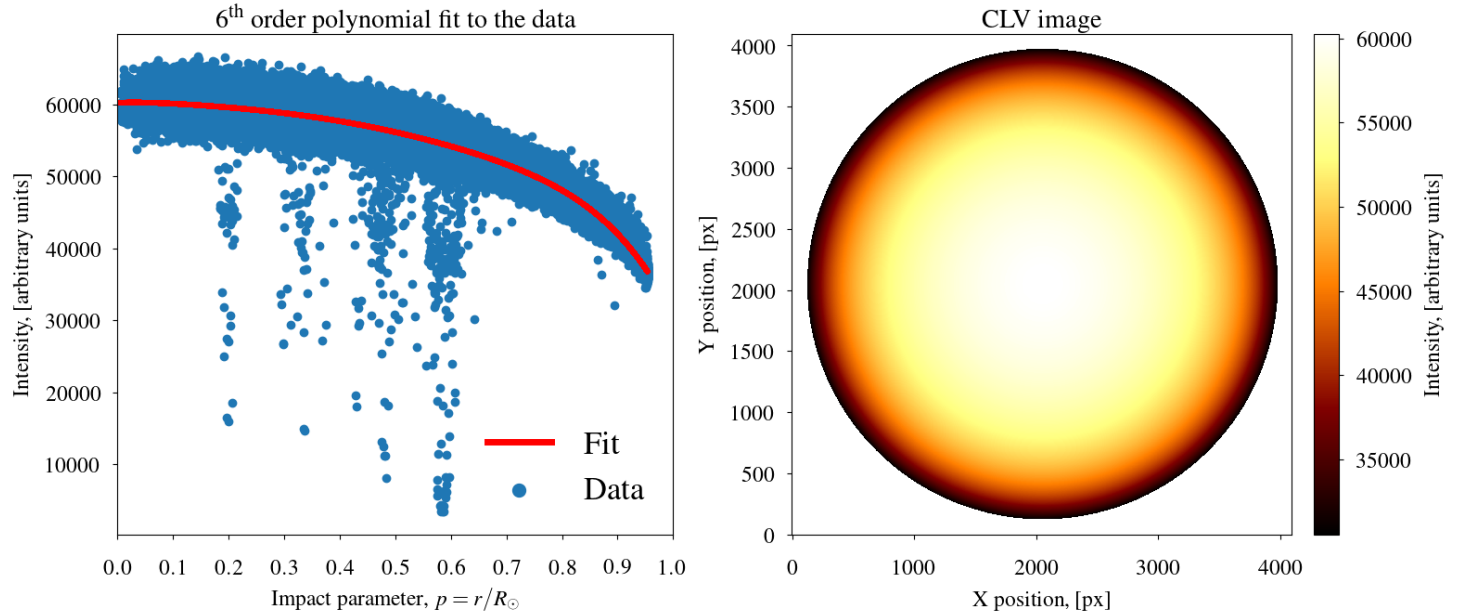 6th order polynomial fit to the data
Intensity, [arbitrary units]
60000
50000
40000
30000
20000
10000
Fit
Data
0.0 0.1 0.2 0.3 0.4 0.5 0.6 0.7 0.8 0.9 1.0
Impact parameter, p = r/R⊙
CLV image
Y position, [px]
4000
3500
3000
2500
2000
1500
1000
500
0
0 1000 2000 3000 4000
X position, [px]
60000
55000
50000
45000
40000
35000
Intensity, [arbitrary units]